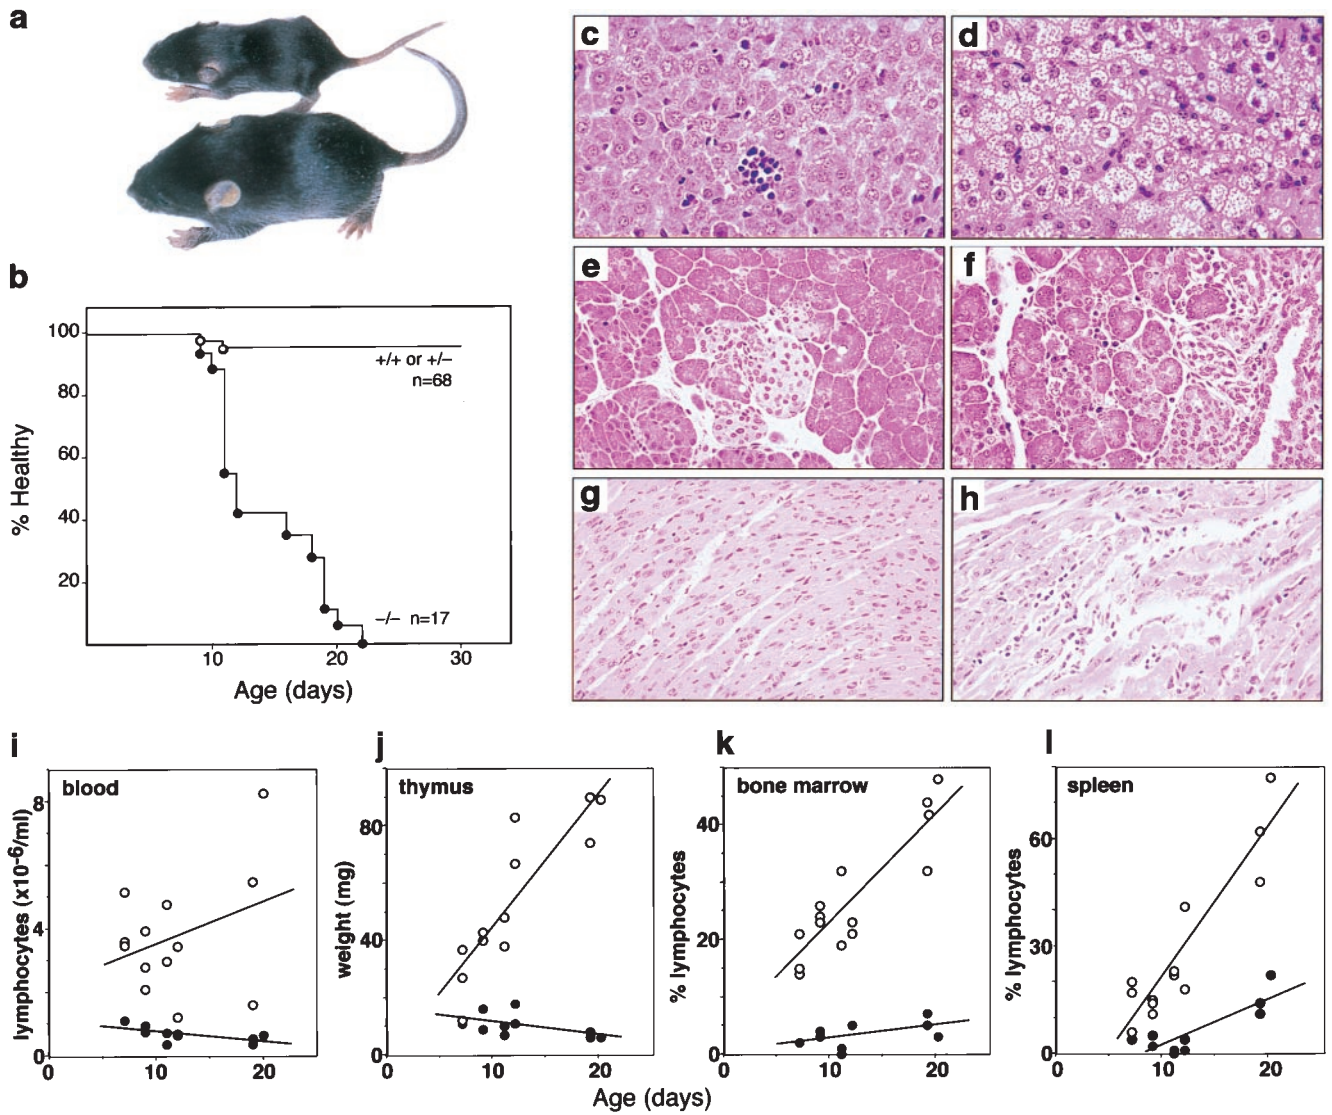 a
b
100
80
60
40
20
% Healthy
+/+ or +/–
n=68
–/– n=17
10
20
30
Age (days)
c
d
e
f
g
h
i
blood
lymphocytes (x10⁻⁶/ml)
8
4
0
0
10
20
j
thymus
weight (mg)
80
40
0
0
10
20
k
bone marrow
% lymphocytes
40
20
0
0
10
20
l
spleen
% lymphocytes
60
30
0
0
10
20
Age (days)